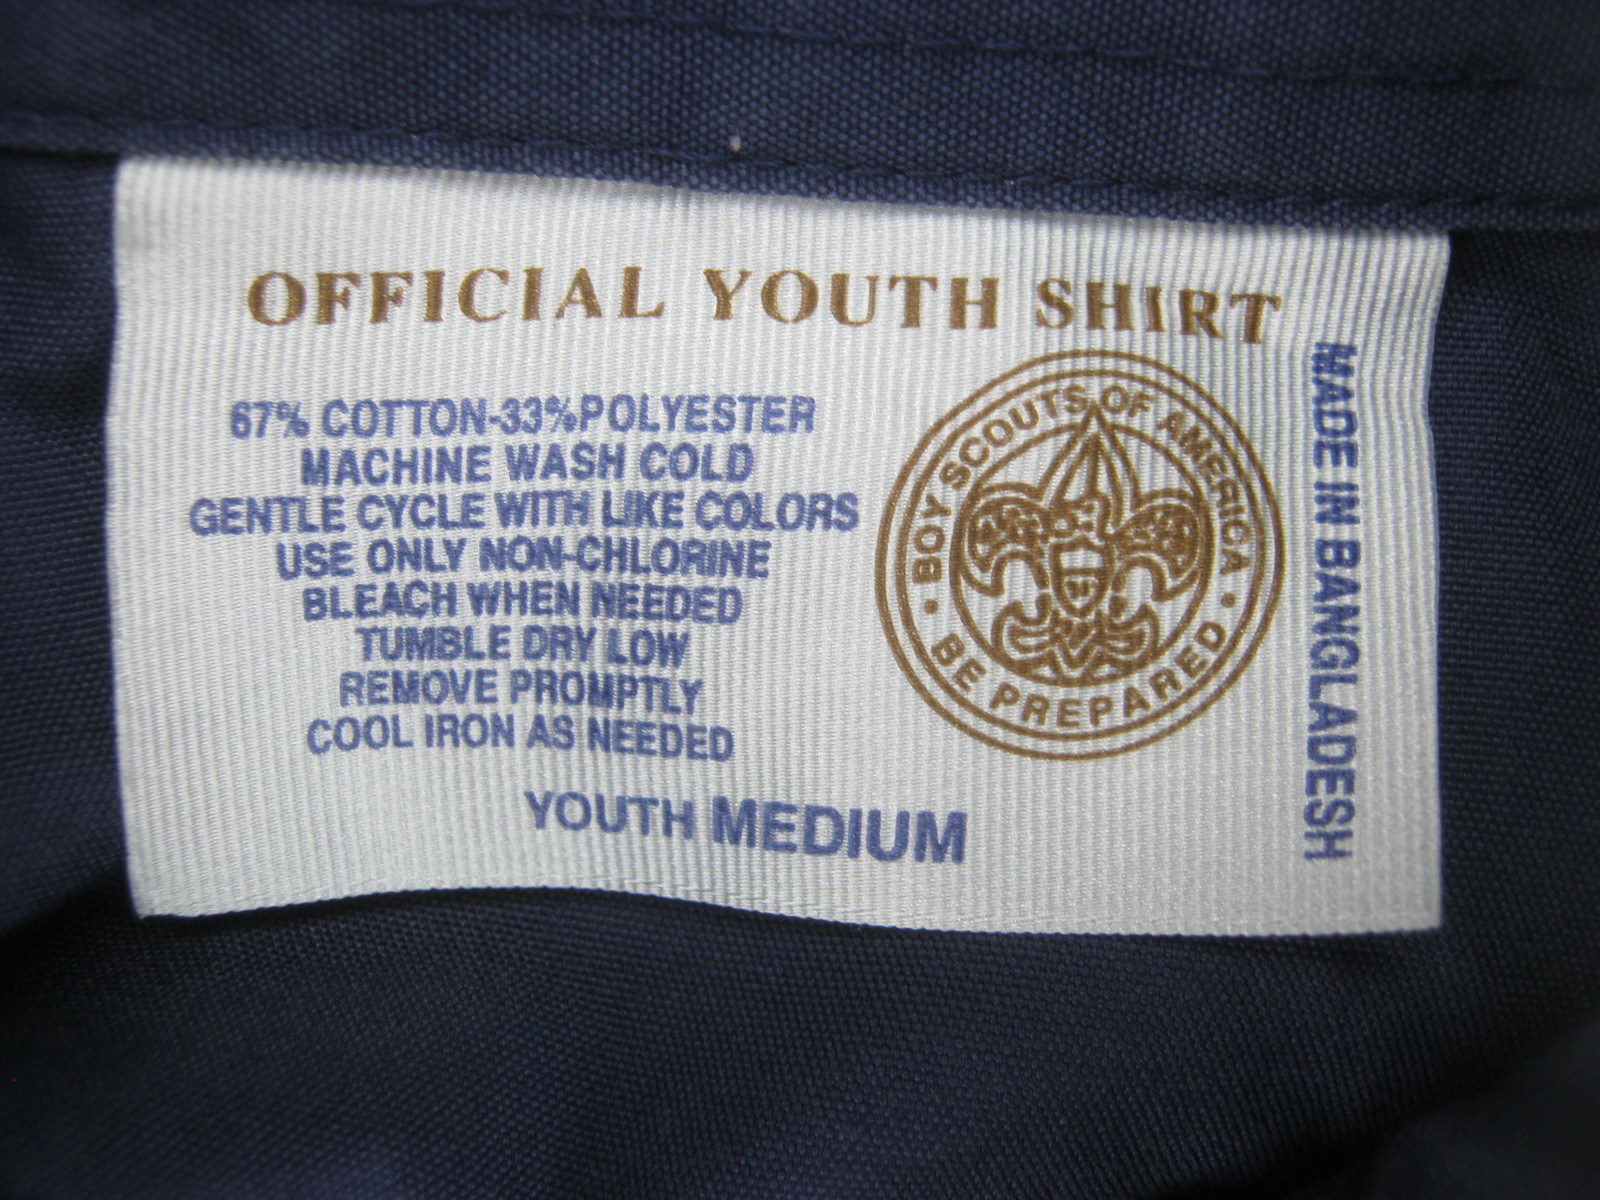 OFFICIAL YOUTH SHIRT
67% COTTON-33%POLYESTER
MACHINE WASH COLD
GENTLE CYCLE WITH LIKE COLORS
USE ONLY NON-CHLORINE
BLEACH WHEN NEEDED
TUMBLE DRY LOW
REMOVE PROMPTLY
COOL IRON AS NEEDED
YOUTH MEDIUM
BOY SCOUTS OF AMERICA
• BE PREPARED •
MADE IN BANGLADESH